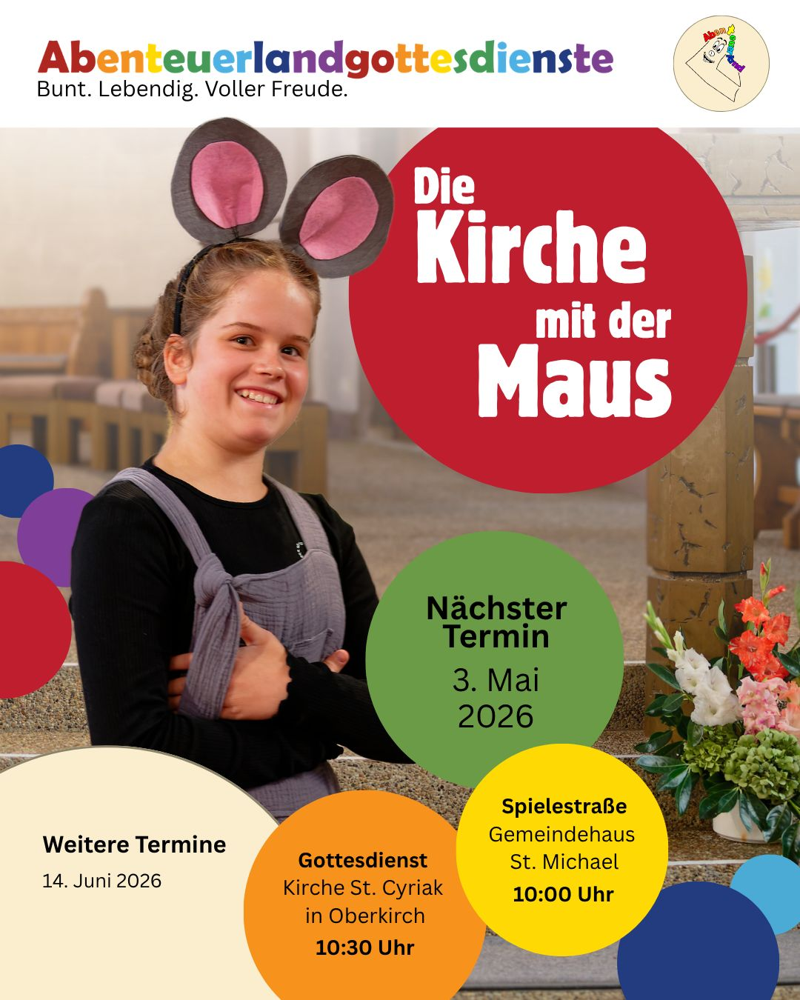 Abenteuerlandgottesdienste
Bunt. Lebendig. Voller Freude.
Abenteuerland
Die
Kirche
mit der
Maus
Nächster
Termin
3. Mai
2026
Spielestraße
Gemeindehaus
St. Michael
10:00 Uhr
Weitere Termine
14. Juni 2026
Gottesdienst
Kirche St. Cyriak
in Oberkirch
10:30 Uhr